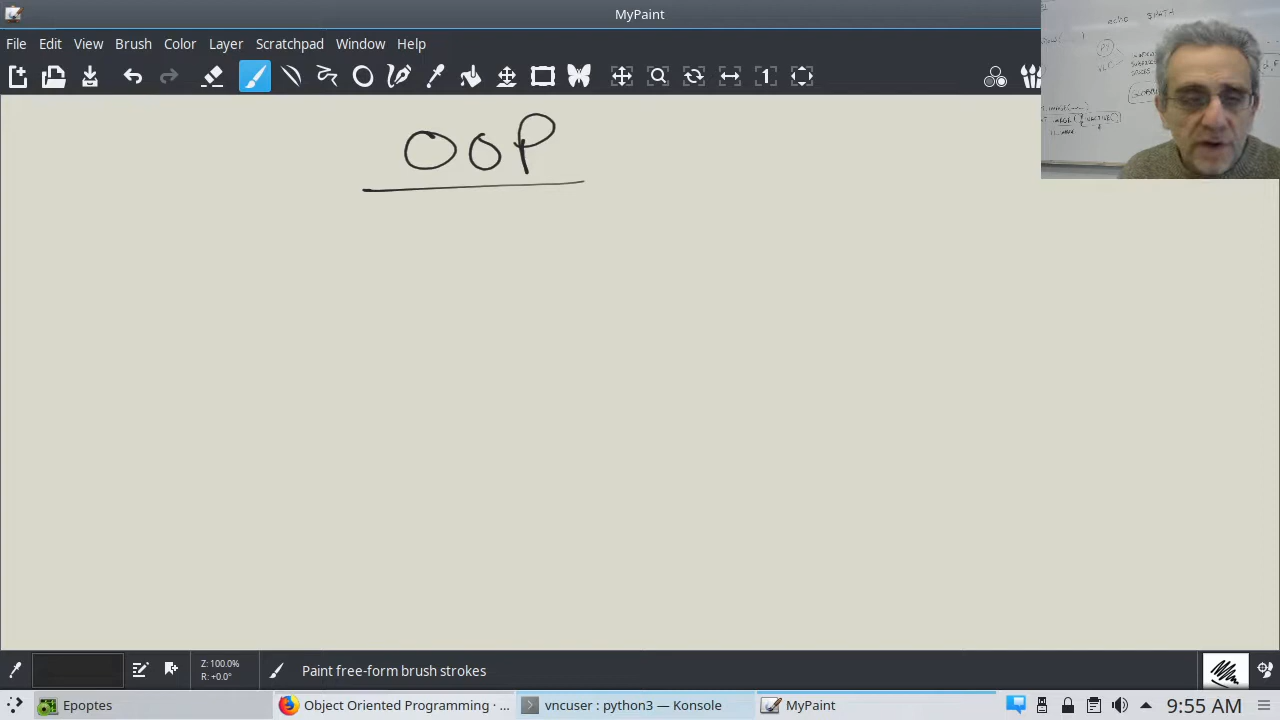 MyPaint
File Edit View Brush Color Layer Scratchpad Window Help
OOP
Z: 100.0%
R: +0.0°
Paint free-form brush strokes
Epoptes
Object Oriented Programming · ...
vncuser : python3 — Konsole
MyPaint
9:55 AM
echo